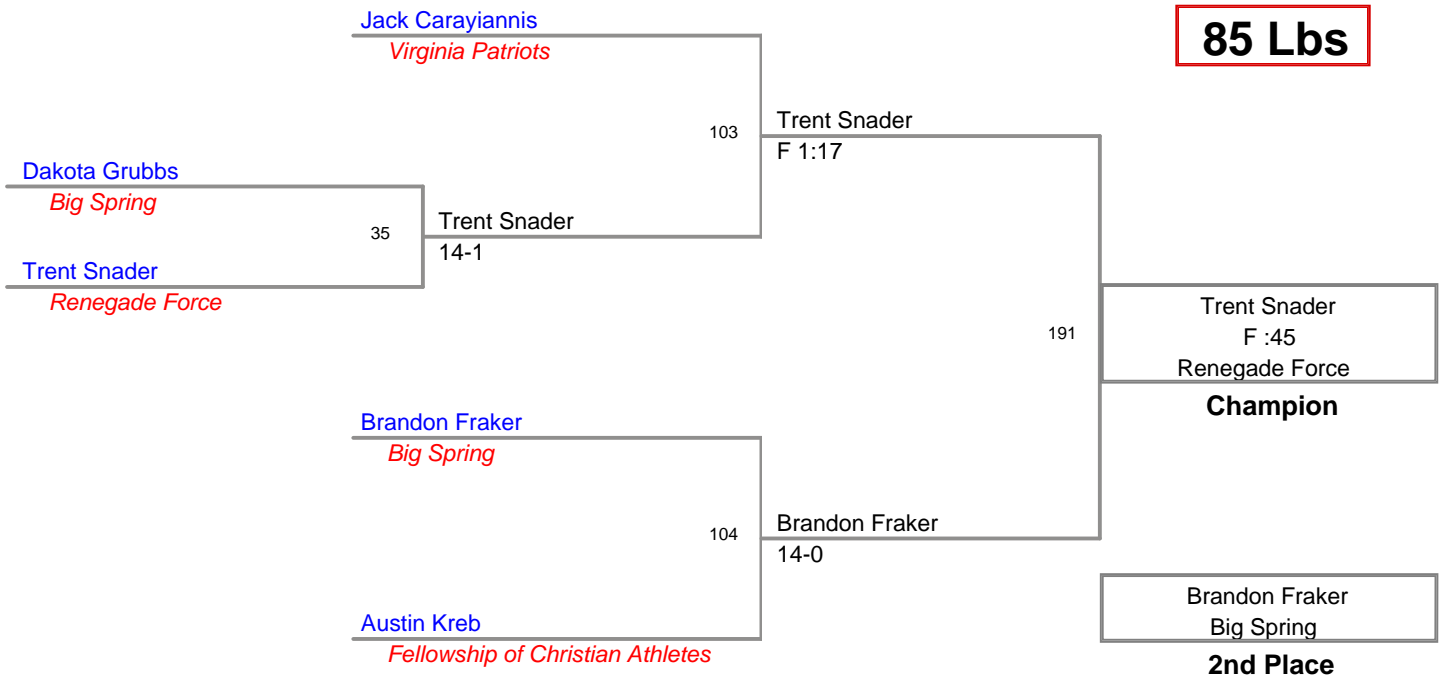 Jack Carayiannis
Virginia Patriots
85 Lbs
103
Trent Snader
F 1:17
Dakota Grubbs
Big Spring
35
Trent Snader
14-1
Trent Snader
Renegade Force
191
Trent Snader
F :45
Renegade Force
Champion
Brandon Fraker
Big Spring
104
Brandon Fraker
14-0
Austin Kreb
Fellowship of Christian Athletes
Brandon Fraker
Big Spring
2nd Place